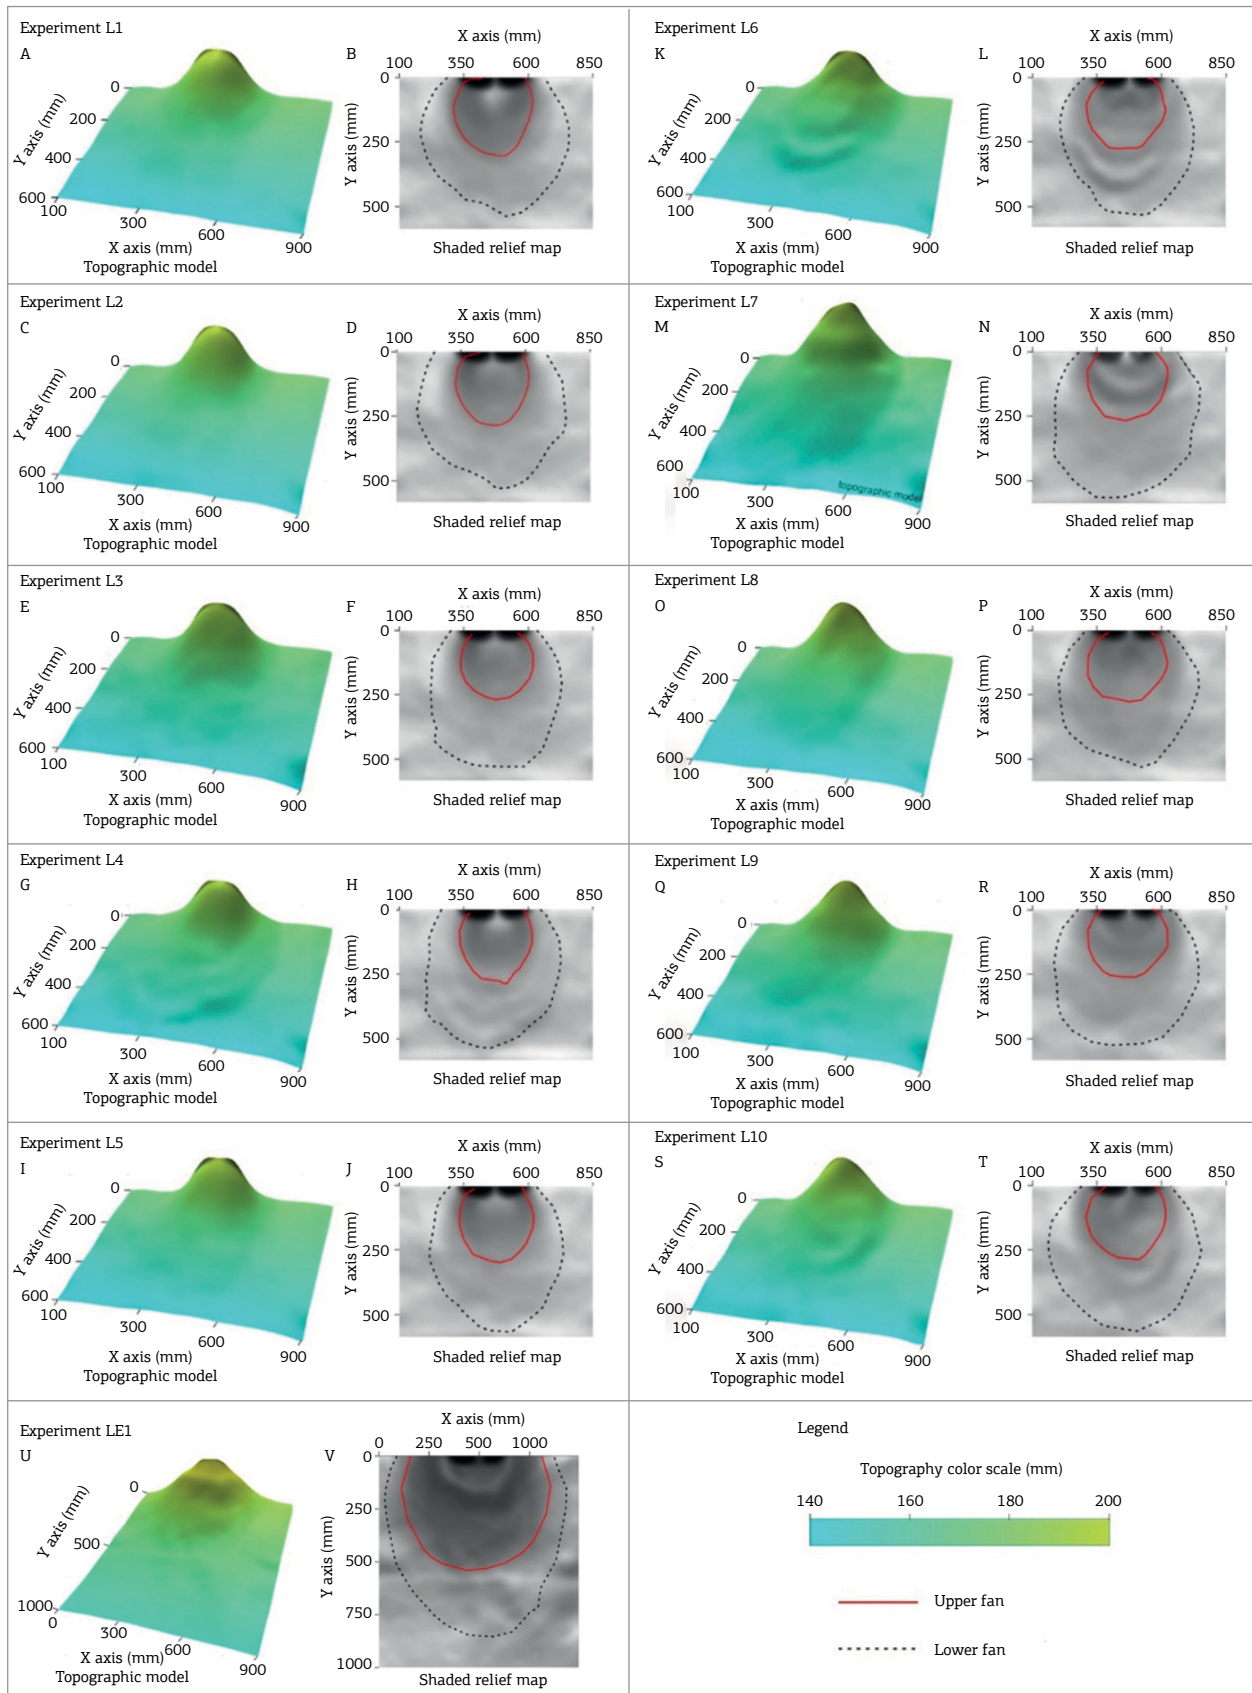 Experiment L1
A
0
200
400
600
Y axis (mm)
100
300
600
900
X axis (mm)
Topographic model
B
X axis (mm)
100 350 600 850
0
250
500
Y axis (mm)
Shaded relief map
Experiment L6
K
0
200
400
600
Y axis (mm)
100
300
600
900
X axis (mm)
Topographic model
L
X axis (mm)
100 350 600 850
0
250
500
Y axis (mm)
Shaded relief map
Experiment L2
C
0
200
400
600
Y axis (mm)
100
300
600
900
X axis (mm)
Topographic model
D
X axis (mm)
100 350 600 850
0
250
500
Y axis (mm)
Shaded relief map
Experiment L7
M
0
200
400
600
Y axis (mm)
100
300
600
900
topographic model
X axis (mm)
Topographic model
N
X axis (mm)
100 350 600 850
0
250
500
Y axis (mm)
Shaded relief map
Experiment L3
E
0
200
400
600
Y axis (mm)
100
300
600
900
X axis (mm)
Topographic model
F
X axis (mm)
100 350 600 850
0
250
500
Y axis (mm)
Shaded relief map
Experiment L8
O
0
200
400
600
Y axis (mm)
100
300
600
900
X axis (mm)
Topographic model
P
X axis (mm)
100 350 600 850
0
250
500
Y axis (mm)
Shaded relief map
Experiment L4
G
0
200
400
600
Y axis (mm)
100
300
600
900
X axis (mm)
Topographic model
H
X axis (mm)
100 350 600 850
0
250
500
Y axis (mm)
Shaded relief map
Experiment L9
Q
0
200
400
600
Y axis (mm)
100
300
600
900
X axis (mm)
Topographic model
R
X axis (mm)
100 350 600 850
0
250
500
Y axis (mm)
Shaded relief map
Experiment L5
I
0
200
400
600
Y axis (mm)
100
300
600
900
X axis (mm)
Topographic model
J
X axis (mm)
100 350 600 850
0
250
500
Y axis (mm)
Shaded relief map
Experiment L10
S
0
200
400
600
Y axis (mm)
100
300
600
900
X axis (mm)
Topographic model
T
X axis (mm)
100 350 600 850
0
250
500
Y axis (mm)
Shaded relief map
Experiment LE1
U
0
500
1000
Y axis (mm)
0
300
600
900
X axis (mm)
Topographic model
V
X axis (mm)
0 250 500 1000
0
250
500
750
1000
Y axis (mm)
Shaded relief map
Legend
Topography color scale (mm)
140 160 180 200
Upper fan
Lower fan